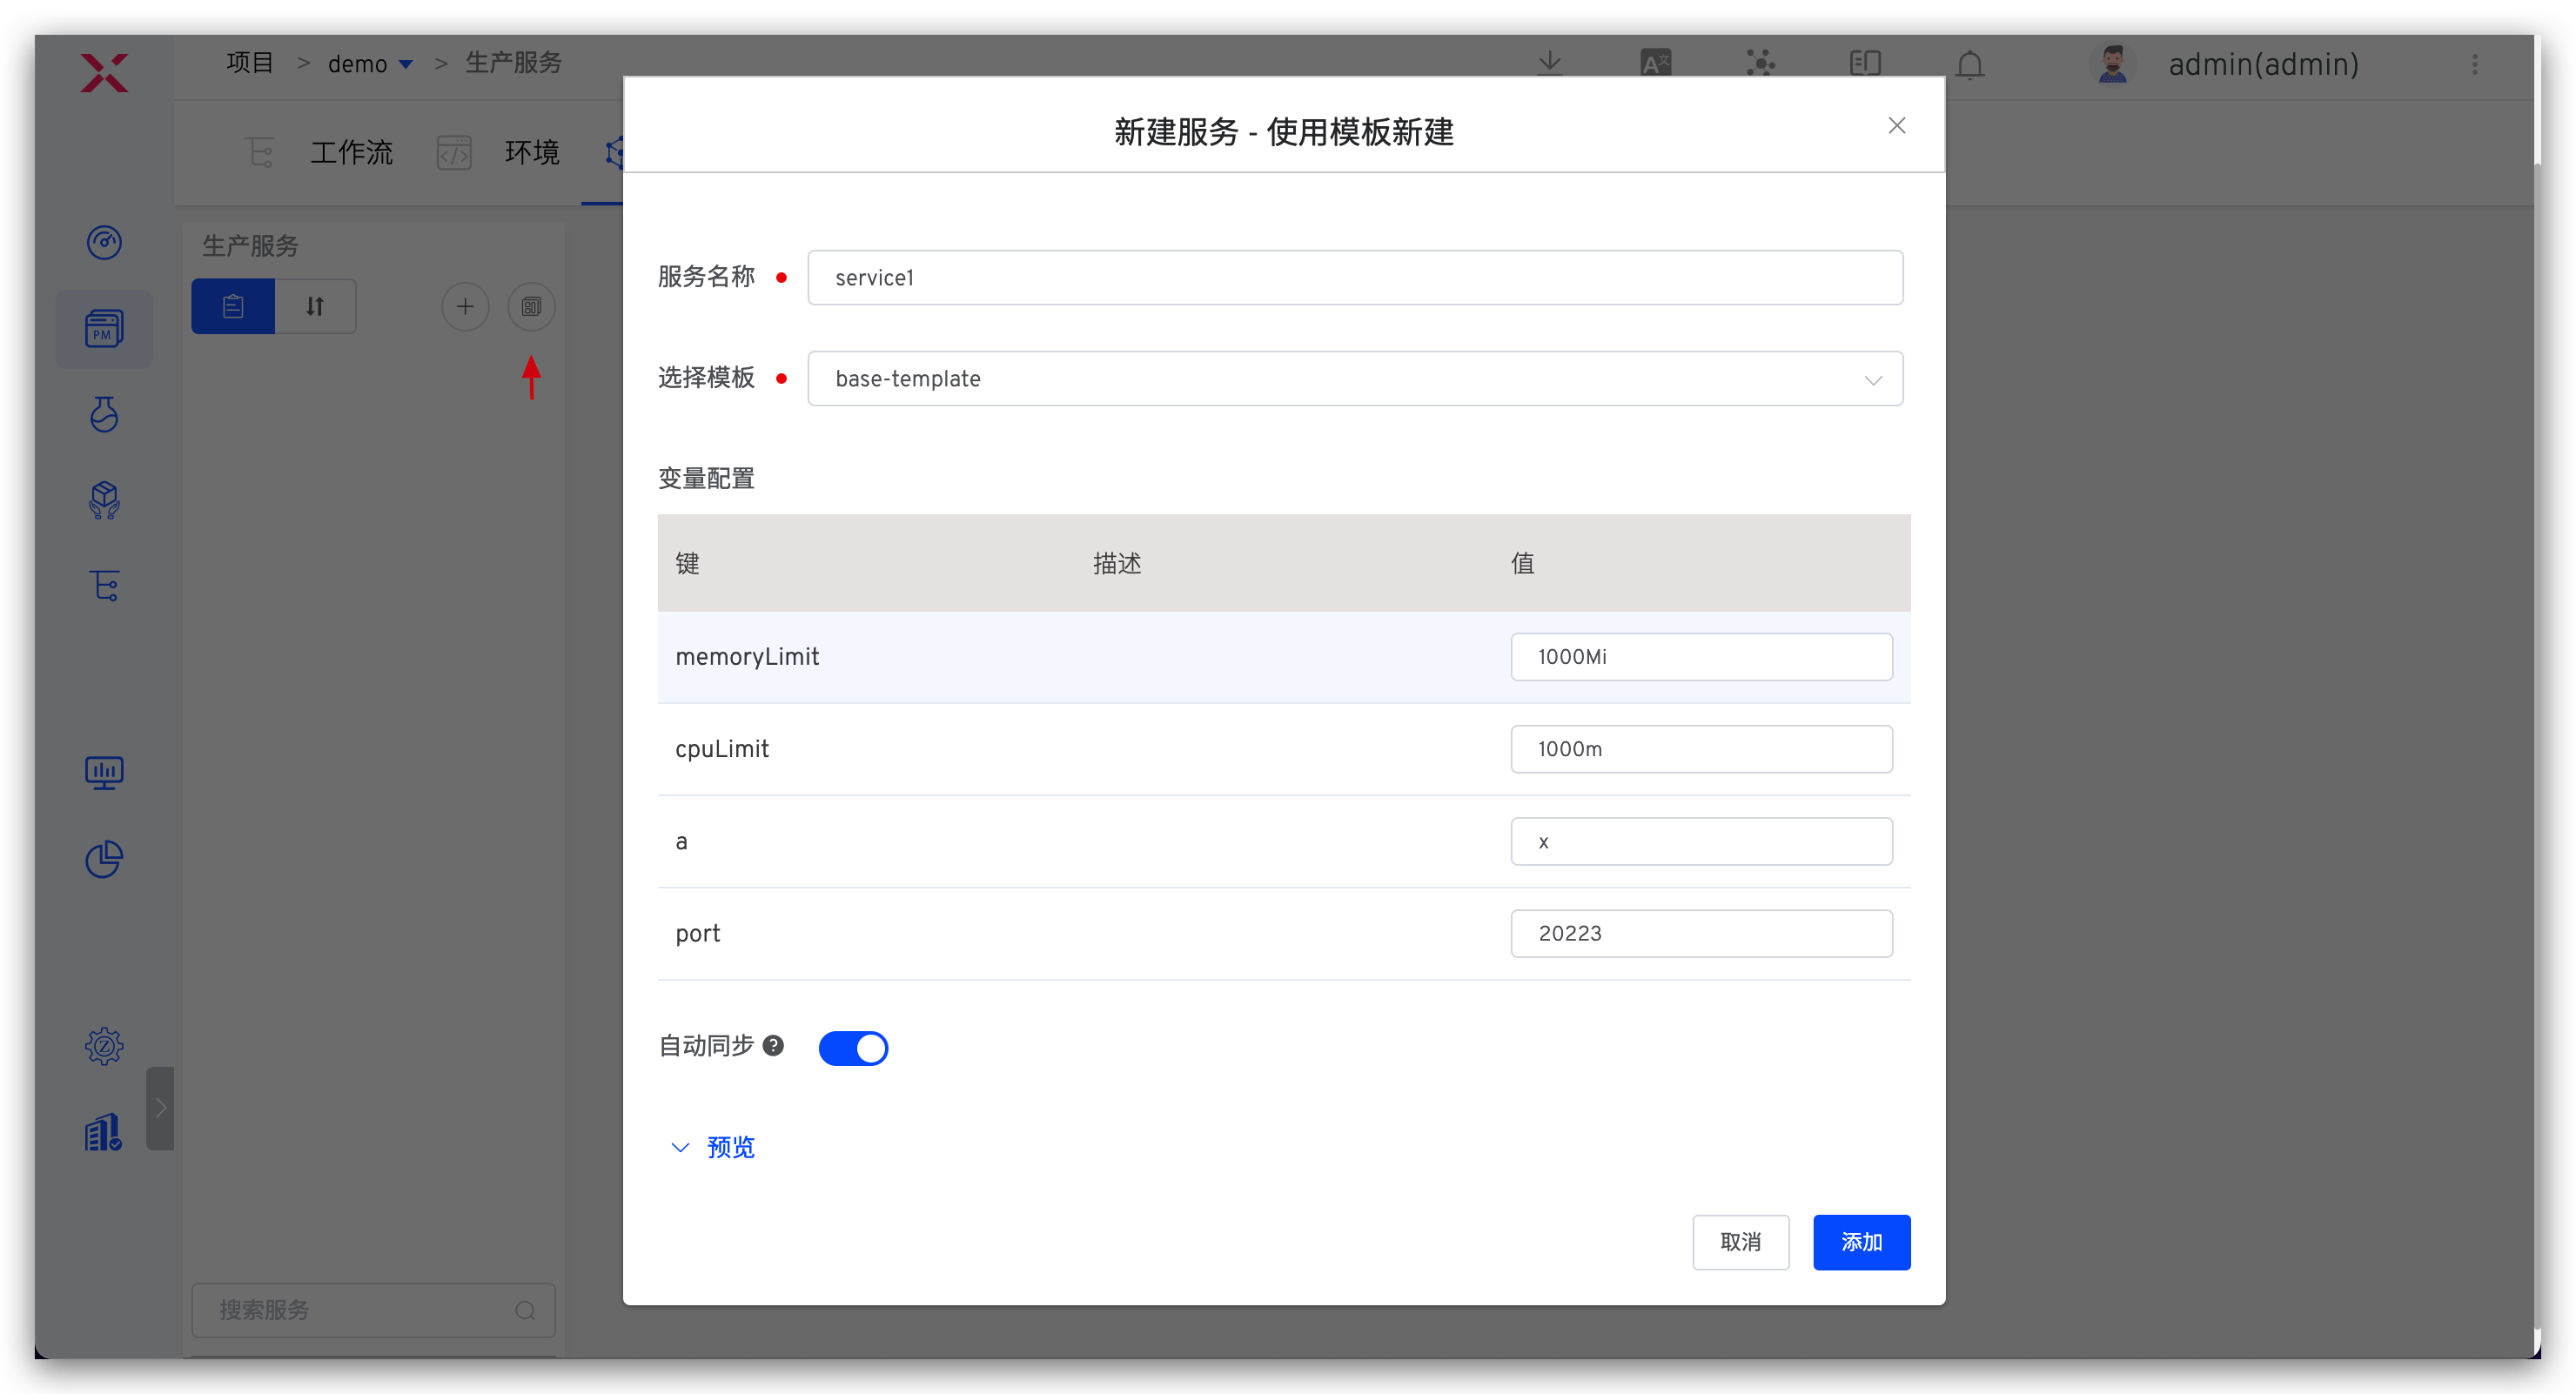 项目 > demo > 生产服务
admin(admin)
工作流
环境
生产服务
PM
搜索服务
新建服务 - 使用模板新建
服务名称
service1
选择模板
base-template
变量配置
键 描述 值
memoryLimit 1000Mi
cpuLimit 1000m
a x
port 20223
自动同步
预览
取消 添加